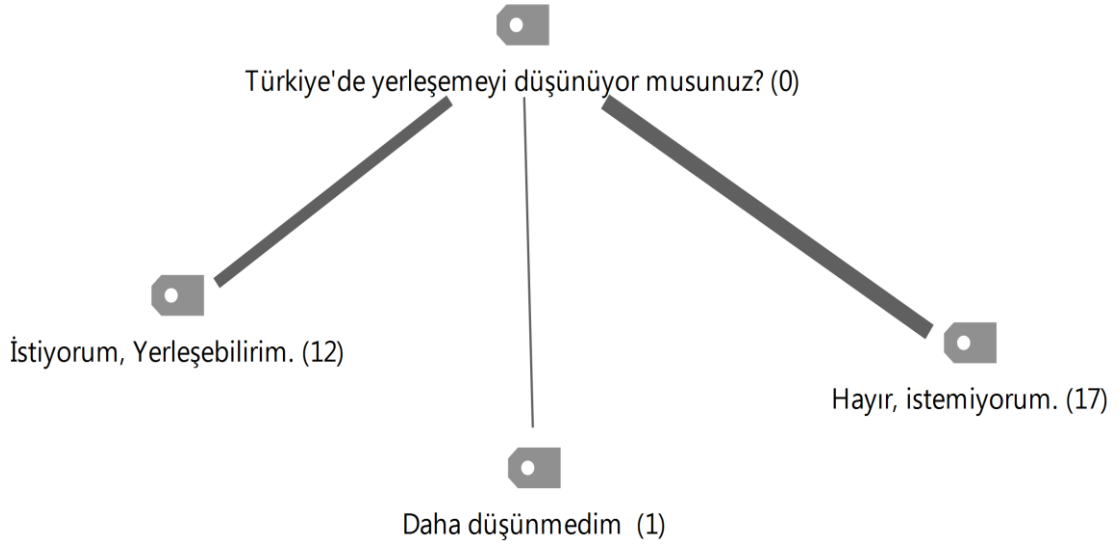 Türkiye'de yerleşemeyi düşünüyor musunuz? (0)
İstiyorum, Yerleşebilirim. (12)
Hayır, istemiyorum. (17)
Daha düşünmedim (1)